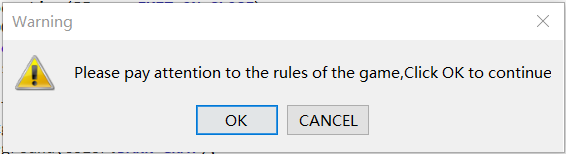 Warning
Please pay attention to the rules of the game,Click OK to continue
OK
CANCEL